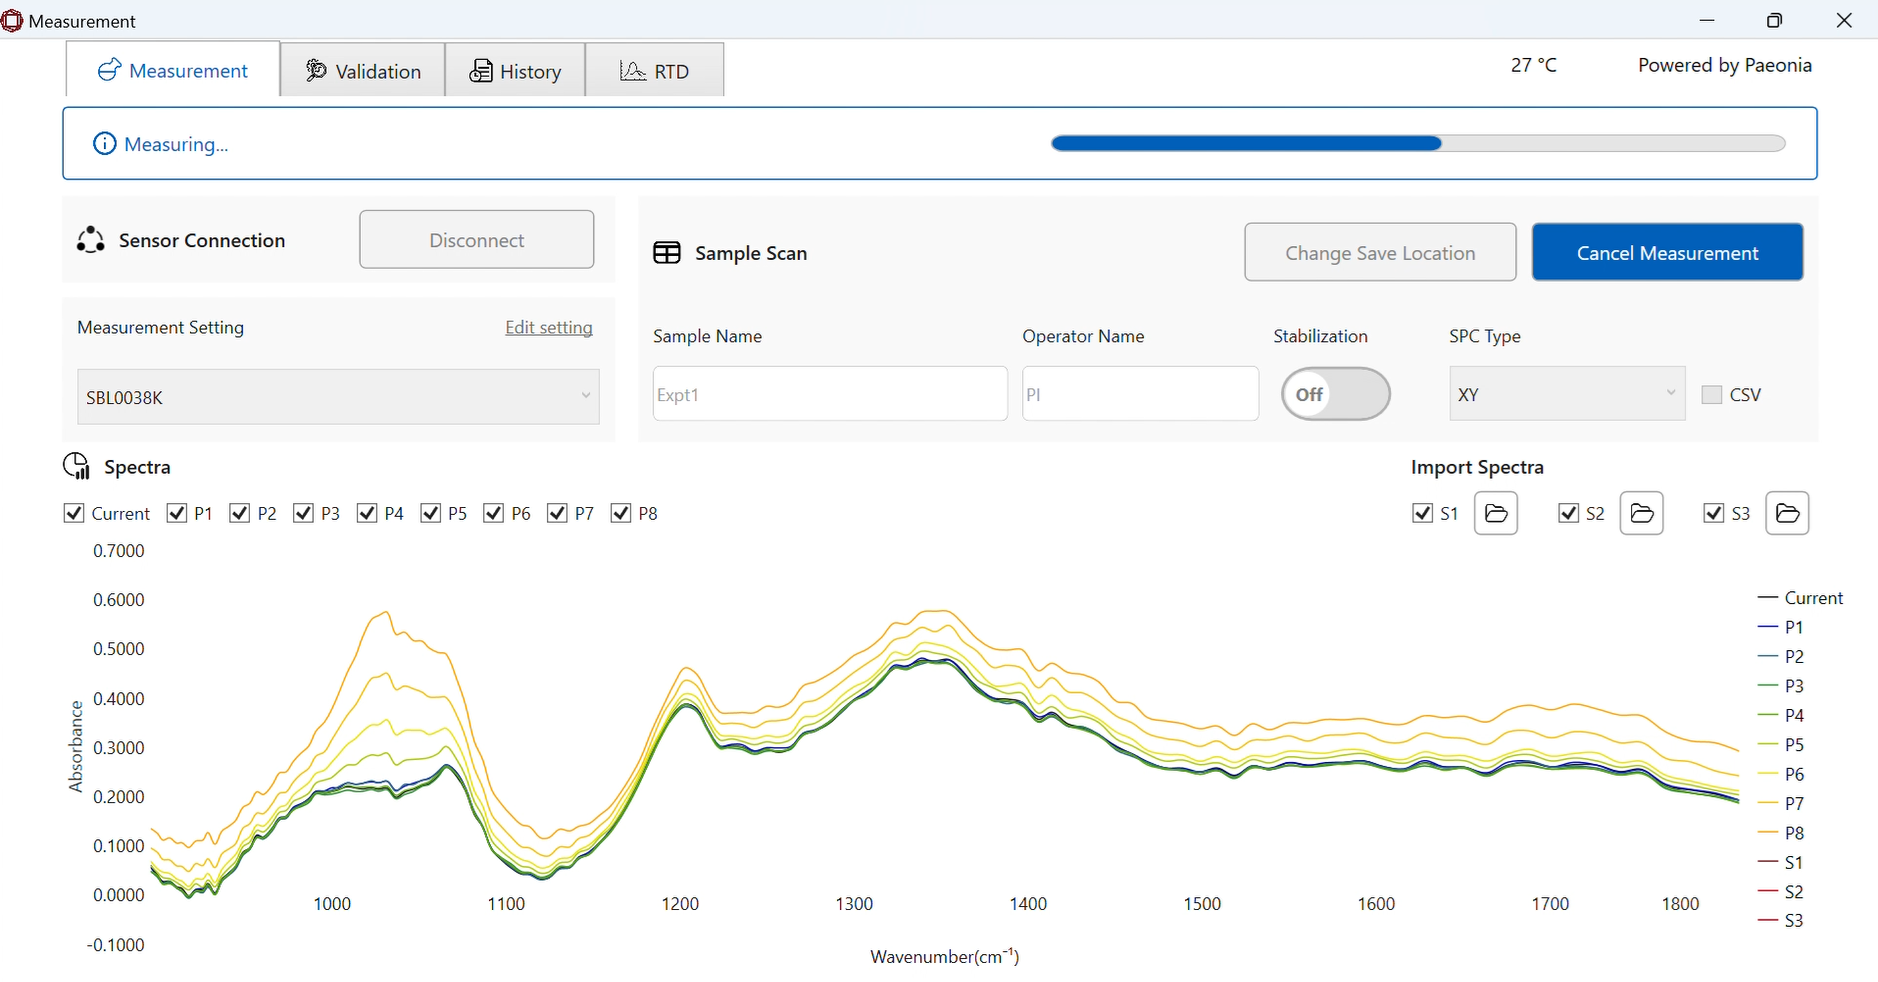 Measurement
Measurement
Validation
History
RTD
27 °C
Powered by Paeonia
Measuring...
Sensor Connection
Disconnect
Sample Scan
Change Save Location
Cancel Measurement
Measurement Setting
Edit setting
SBL0038K
Sample Name
Operator Name
Stabilization
SPC Type
Expt1
PI
Off
XY
CSV
Spectra
Import Spectra
Current P1 P2 P3 P4 P5 P6 P7 P8
S1 S2 S3
0.7000
0.6000
0.5000
0.4000
0.3000
0.2000
0.1000
0.0000
-0.1000
Absorbance
1000 1100 1200 1300 1400 1500 1600 1700 1800
Wavenumber(cm⁻¹)
Current
P1
P2
P3
P4
P5
P6
P7
P8
S1
S2
S3